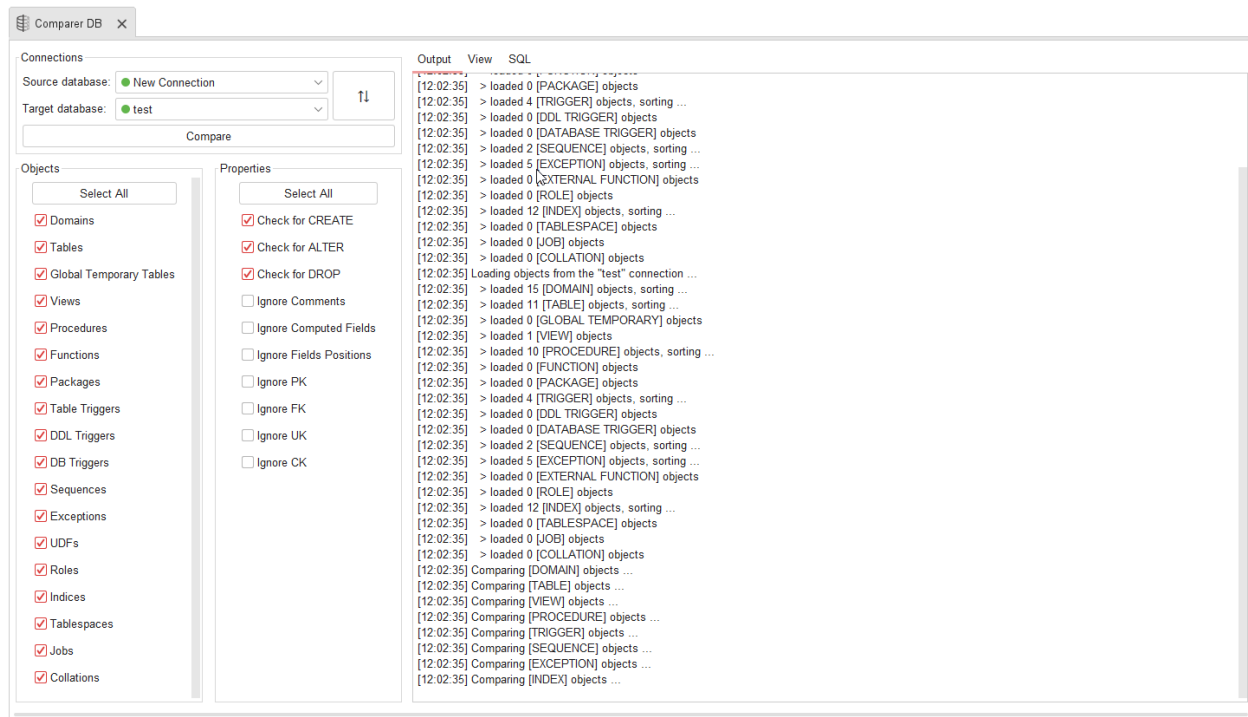 Comparer DB
Connections
Source database: New Connection
Target database: test
Compare
Objects
Select All
Domains
Tables
Global Temporary Tables
Views
Procedures
Functions
Packages
Table Triggers
DDL Triggers
DB Triggers
Sequences
Exceptions
UDFs
Roles
Indices
Tablespaces
Jobs
Collations
Properties
Select All
Check for CREATE
Check for ALTER
Check for DROP
Ignore Comments
Ignore Computed Fields
Ignore Fields Positions
Ignore PK
Ignore FK
Ignore UK
Ignore CK
Output View SQL
[12:02:35] > loaded 0 [PACKAGE] objects
[12:02:35] > loaded 4 [TRIGGER] objects, sorting ...
[12:02:35] > loaded 0 [DDL TRIGGER] objects
[12:02:35] > loaded 0 [DATABASE TRIGGER] objects
[12:02:35] > loaded 2 [SEQUENCE] objects, sorting ...
[12:02:35] > loaded 5 [EXCEPTION] objects, sorting ...
[12:02:35] > loaded 0 [EXTERNAL FUNCTION] objects
[12:02:35] > loaded 0 [ROLE] objects
[12:02:35] > loaded 12 [INDEX] objects, sorting ...
[12:02:35] > loaded 0 [TABLESPACE] objects
[12:02:35] > loaded 0 [JOB] objects
[12:02:35] > loaded 0 [COLLATION] objects
[12:02:35] Loading objects from the "test" connection ...
[12:02:35] > loaded 15 [DOMAIN] objects, sorting ...
[12:02:35] > loaded 11 [TABLE] objects, sorting ...
[12:02:35] > loaded 0 [GLOBAL TEMPORARY] objects
[12:02:35] > loaded 1 [VIEW] objects
[12:02:35] > loaded 10 [PROCEDURE] objects, sorting ...
[12:02:35] > loaded 0 [FUNCTION] objects
[12:02:35] > loaded 0 [PACKAGE] objects
[12:02:35] > loaded 4 [TRIGGER] objects, sorting ...
[12:02:35] > loaded 0 [DDL TRIGGER] objects
[12:02:35] > loaded 0 [DATABASE TRIGGER] objects
[12:02:35] > loaded 2 [SEQUENCE] objects, sorting ...
[12:02:35] > loaded 5 [EXCEPTION] objects, sorting ...
[12:02:35] > loaded 0 [EXTERNAL FUNCTION] objects
[12:02:35] > loaded 0 [ROLE] objects
[12:02:35] > loaded 12 [INDEX] objects, sorting ...
[12:02:35] > loaded 0 [TABLESPACE] objects
[12:02:35] > loaded 0 [JOB] objects
[12:02:35] > loaded 0 [COLLATION] objects
[12:02:35] Comparing [DOMAIN] objects ...
[12:02:35] Comparing [TABLE] objects ...
[12:02:35] Comparing [VIEW] objects ...
[12:02:35] Comparing [PROCEDURE] objects ...
[12:02:35] Comparing [TRIGGER] objects ...
[12:02:35] Comparing [SEQUENCE] objects ...
[12:02:35] Comparing [EXCEPTION] objects ...
[12:02:35] Comparing [INDEX] objects ...